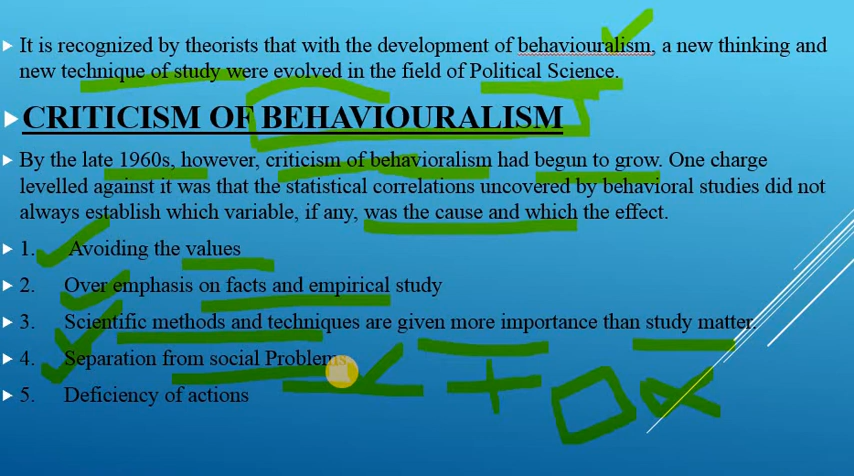 It is recognized by theorists that with the development of behaviouralism, a new thinking and
new technique of study were evolved in the field of Political Science.
CRITICISM OF BEHAVIOURALISM
By the late 1960s, however, criticism of behavioralism had begun to grow. One charge
levelled against it was that the statistical correlations uncovered by behavioral studies did not
always establish which variable, if any, was the cause and which the effect.
1. Avoiding the values
2. Over emphasis on facts and empirical study
3. Scientific methods and techniques are given more importance than study matter.
4. Separation from social Problems.
5. Deficiency of actions